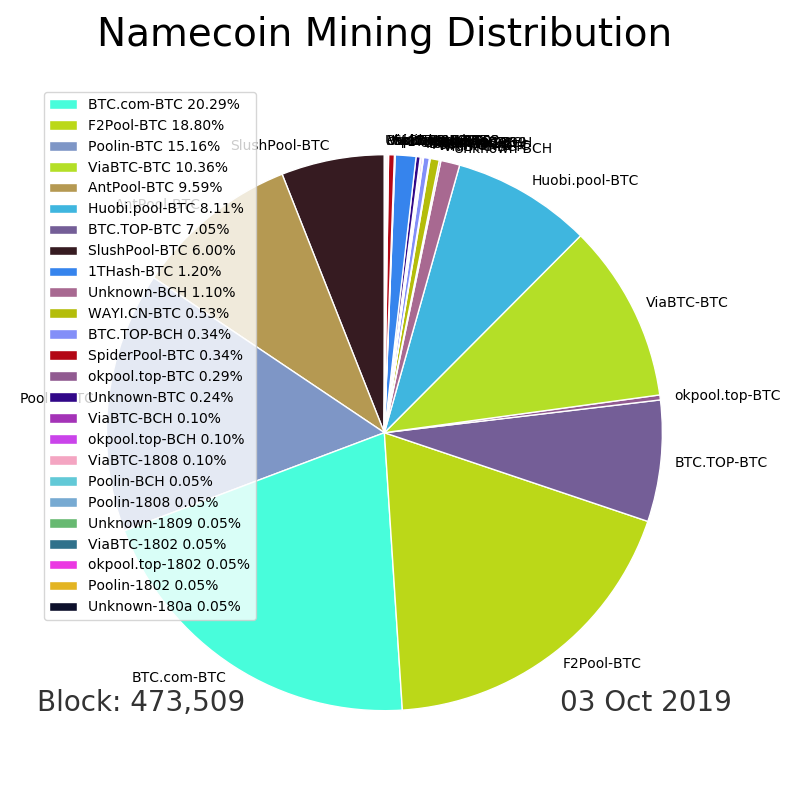 Namecoin Mining Distribution
BTC.com-BTC 20.29%
F2Pool-BTC 18.80%
Poolin-BTC 15.16%
ViaBTC-BTC 10.36%
AntPool-BTC 9.59%
Huobi.pool-BTC 8.11%
BTC.TOP-BTC 7.05%
SlushPool-BTC 6.00%
1THash-BTC 1.20%
Unknown-BCH 1.10%
WAYI.CN-BTC 0.53%
BTC.TOP-BCH 0.34%
SpiderPool-BTC 0.34%
okpool.top-BTC 0.29%
Unknown-BTC 0.24%
ViaBTC-BCH 0.10%
okpool.top-BCH 0.10%
ViaBTC-1808 0.10%
Poolin-BCH 0.05%
Poolin-1808 0.05%
Unknown-1809 0.05%
ViaBTC-1802 0.05%
okpool.top-1802 0.05%
Poolin-1802 0.05%
Unknown-180a 0.05%
SlushPool-BTC
Unknown-BCH
Huobi.pool-BTC
AntPool-BTC
ViaBTC-BTC
okpool.top-BTC
BTC.TOP-BTC
F2Pool-BTC
BTC.com-BTC
Block: 473,509
03 Oct 2019